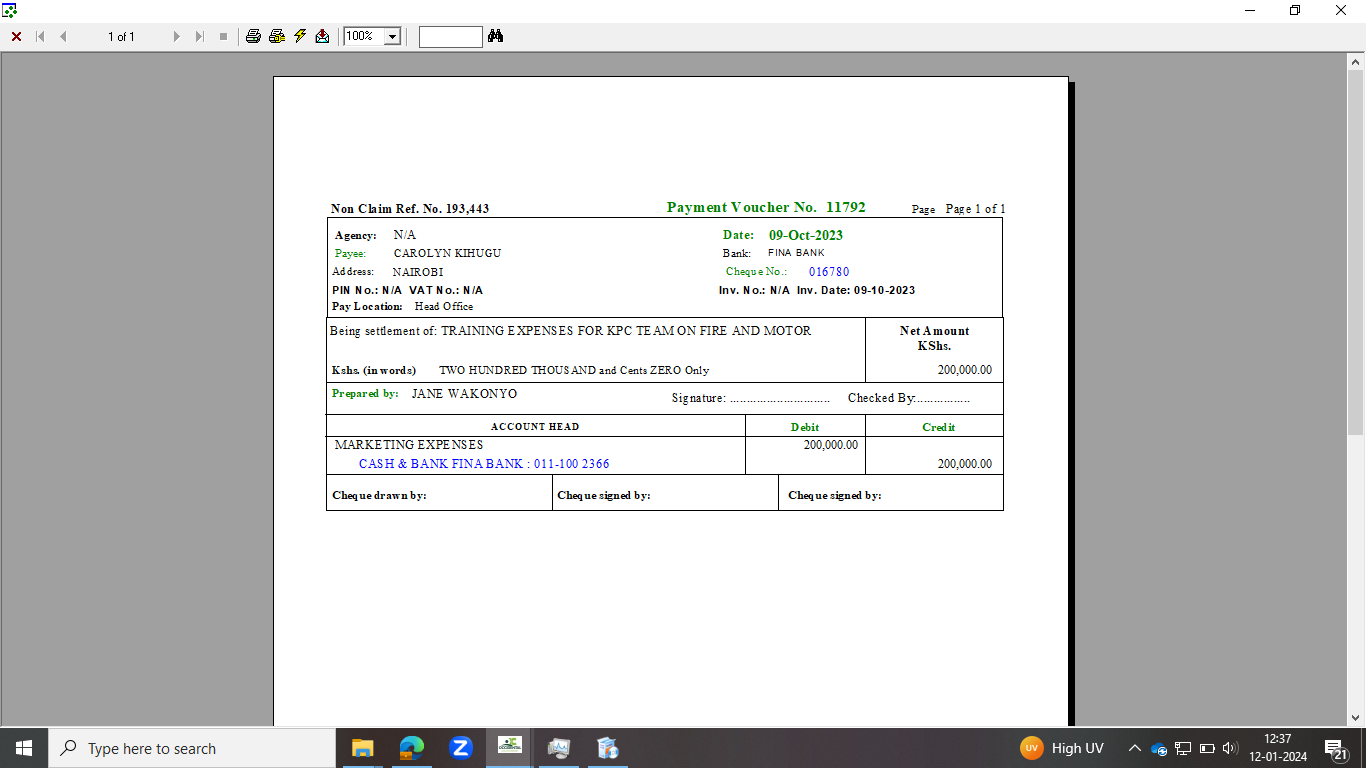 1 of 1
100%
Non Claim Ref. No. 193,443 Payment Voucher No. 11792 Page Page 1 of 1
Agency: N/A Date: 09-Oct-2023
Payee: CAROLYN KIHUGU Bank: FINA BANK
Address: NAIROBI Cheque No.: 016780
PIN No.: N/A VAT No.: N/A Inv. No.: N/A Inv. Date: 09-10-2023
Pay Location: Head Office
Being settlement of: TRAINING EXPENSES FOR KPC TEAM ON FIRE AND MOTOR Net Amount
KShs.
Kshs. (in words) TWO HUNDRED THOUSAND and Cents ZERO Only 200,000.00
Prepared by: JANE WAKONYO Signature: .............................. Checked By:................
ACCOUNT HEAD Debit Credit
MARKETING EXPENSES 200,000.00
CASH & BANK FINA BANK : 011-100 2366 200,000.00
Cheque drawn by: Cheque signed by: Cheque signed by:
Type here to search
UV High UV
12:37
12-01-2024
21